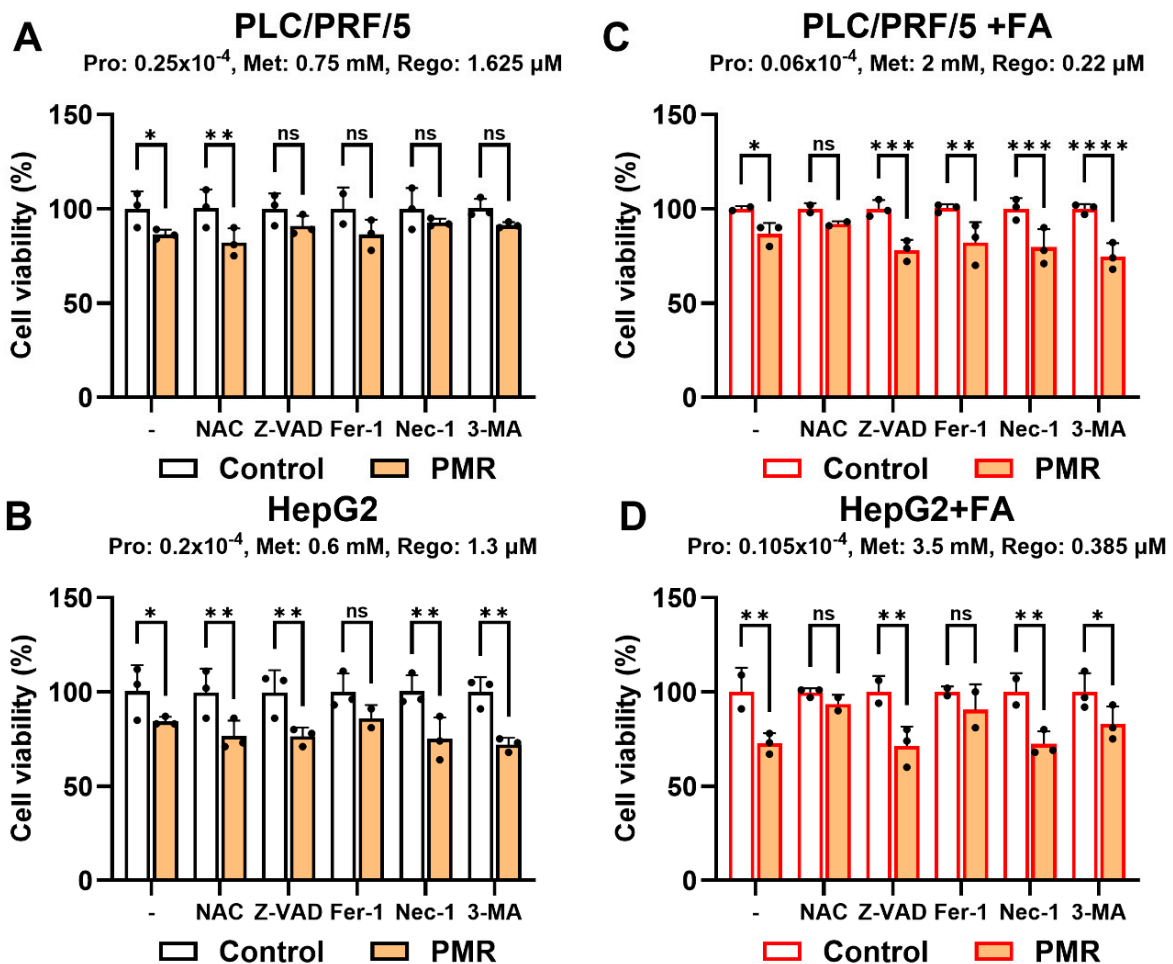 A
PLC/PRF/5
Pro: 0.25x10⁻⁴, Met: 0.75 mM, Rego: 1.625 µM
Cell viability (%)
150
100
50
0
* ** ns ns ns ns
- NAC Z-VAD Fer-1 Nec-1 3-MA
Control PMR
C
PLC/PRF/5 +FA
Pro: 0.06x10⁻⁴, Met: 2 mM, Rego: 0.22 µM
Cell viability (%)
150
100
50
0
* ns *** ** *** ****
- NAC Z-VAD Fer-1 Nec-1 3-MA
Control PMR
B
HepG2
Pro: 0.2x10⁻⁴, Met: 0.6 mM, Rego: 1.3 µM
Cell viability (%)
150
100
50
0
* ** ** ns ** **
- NAC Z-VAD Fer-1 Nec-1 3-MA
Control PMR
D
HepG2+FA
Pro: 0.105x10⁻⁴, Met: 3.5 mM, Rego: 0.385 µM
Cell viability (%)
150
100
50
0
** ns ** ns ** *
- NAC Z-VAD Fer-1 Nec-1 3-MA
Control PMR